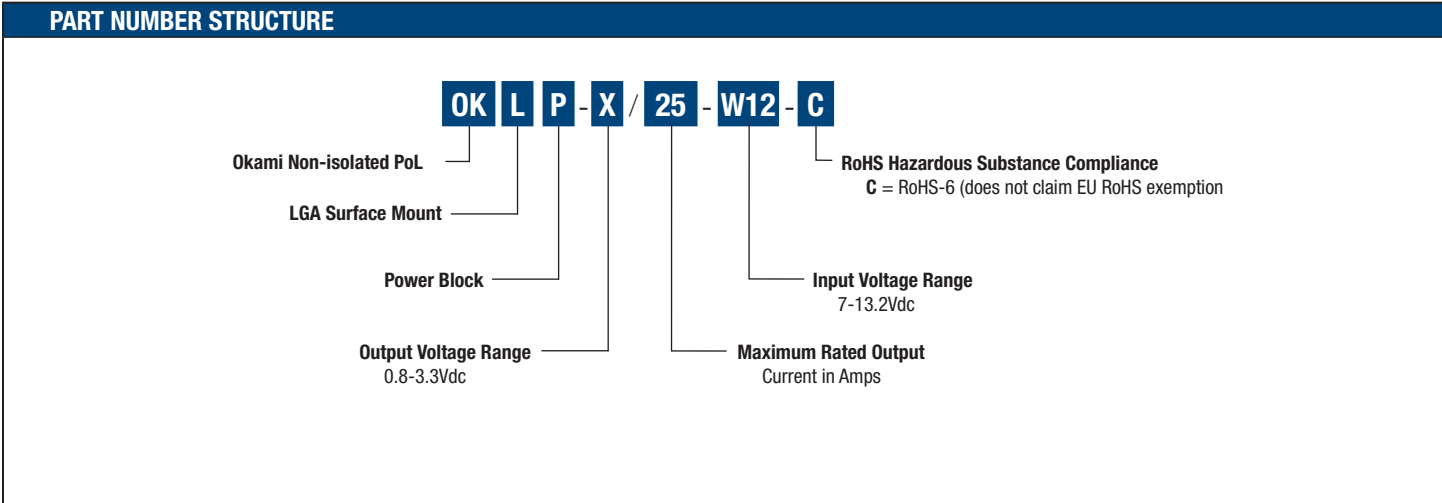 PART NUMBER STRUCTURE
OK L P - X / 25 - W12 - C
Okami Non-isolated PoL
RoHS Hazardous Substance Compliance
C = RoHS-6 (does not claim EU RoHS exemption
LGA Surface Mount
Power Block
Input Voltage Range
7-13.2Vdc
Output Voltage Range
0.8-3.3Vdc
Maximum Rated Output
Current in Amps